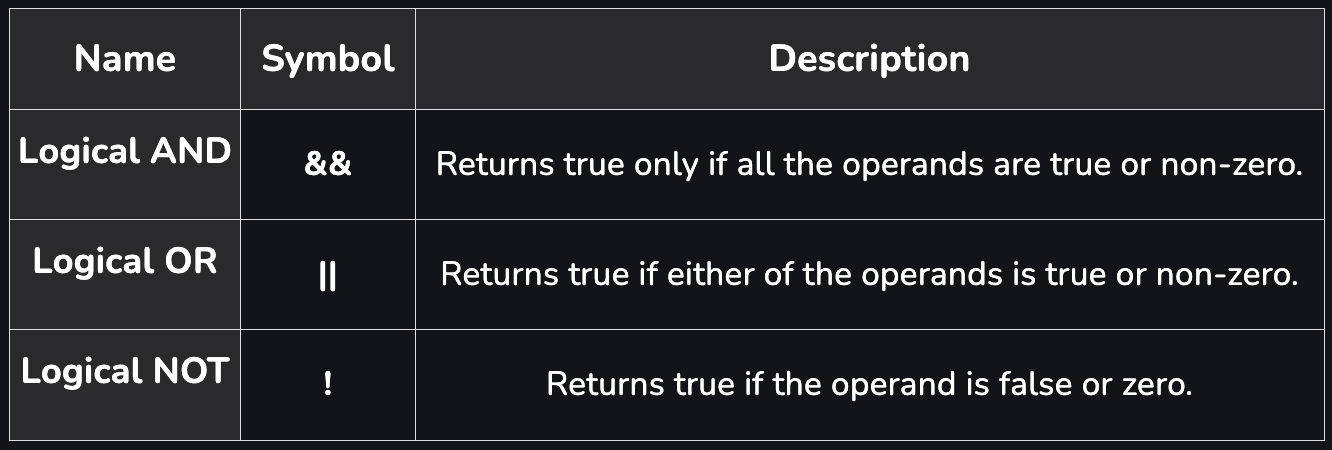 Name Symbol Description
Logical AND && Returns true only if all the operands are true or non-zero.
Logical OR || Returns true if either of the operands is true or non-zero.
Logical NOT ! Returns true if the operand is false or zero.